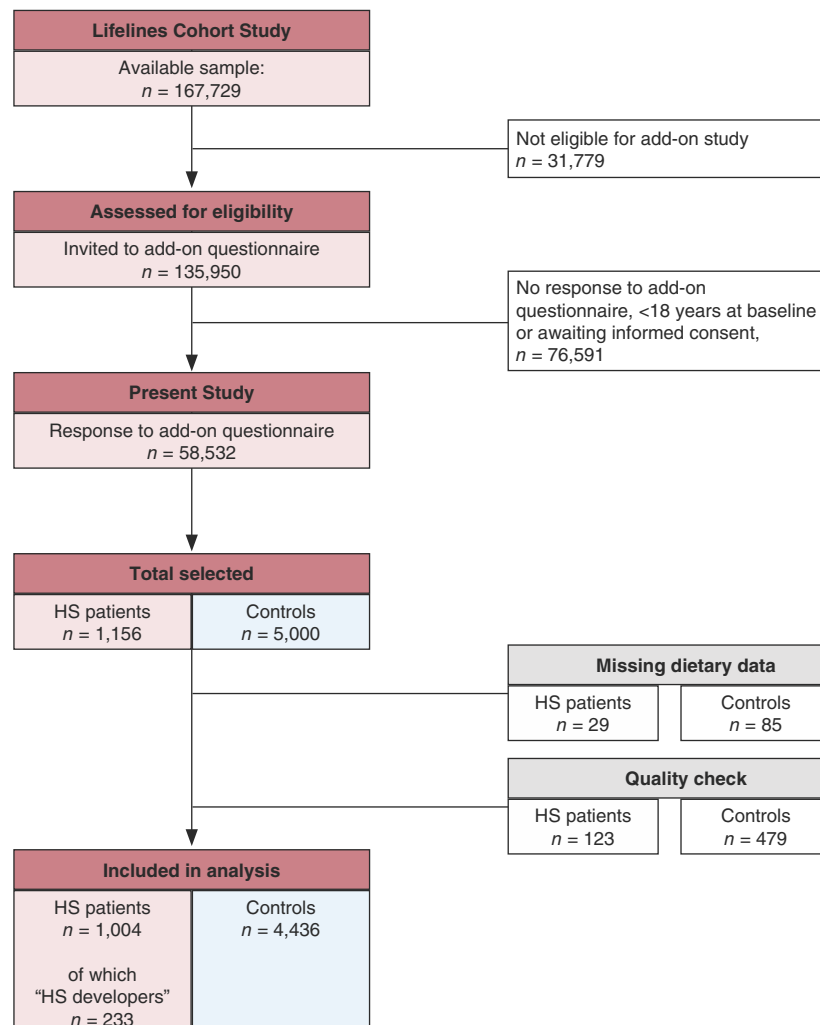 Lifelines Cohort Study
Available sample:
n = 167,729
Not eligible for add-on study
n = 31,779
Assessed for eligibility
Invited to add-on questionnaire
n = 135,950
No response to add-on
questionnaire, <18 years at baseline
or awaiting informed consent,
n = 76,591
Present Study
Response to add-on questionnaire
n = 58,532
Total selected
HS patients
n = 1,156
Controls
n = 5,000
Missing dietary data
HS patients
n = 29
Controls
n = 85
Quality check
HS patients
n = 123
Controls
n = 479
Included in analysis
HS patients
n = 1,004
of which
“HS developers”
n = 233
Controls
n = 4,436